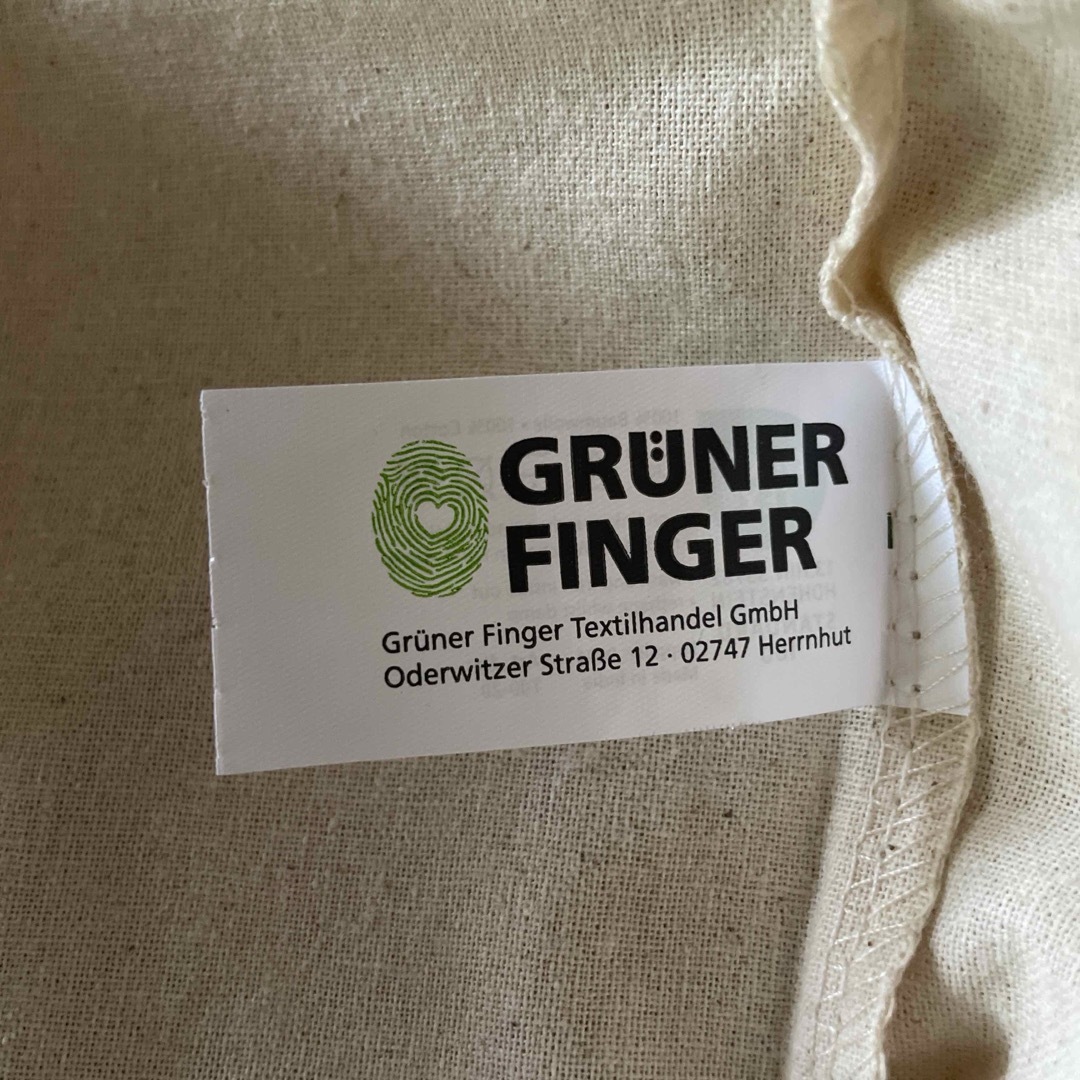 GRÜNER
FINGER
Grüner Finger Textilhandel GmbH
Oderwitzer Straße 12 · 02747 Herrnhut